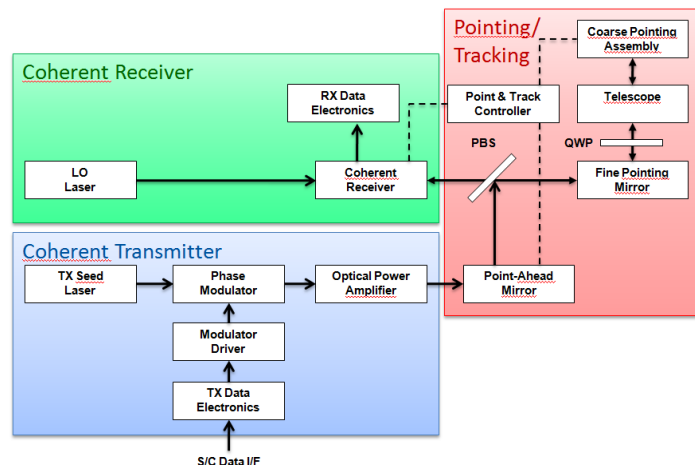 Pointing/
Tracking
Coarse Pointing
Assembly
Coherent Receiver
RX Data
Electronics
Point & Track
Controller
Telescope
PBS
QWP
LO
Laser
Coherent
Receiver
Fine Pointing
Mirror
Coherent Transmitter
TX Seed
Laser
Phase
Modulator
Optical Power
Amplifier
Point-Ahead
Mirror
Modulator
Driver
TX Data
Electronics
S/C Data I/F